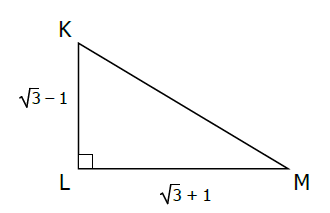 K
√3 – 1
L
M
√3 + 1